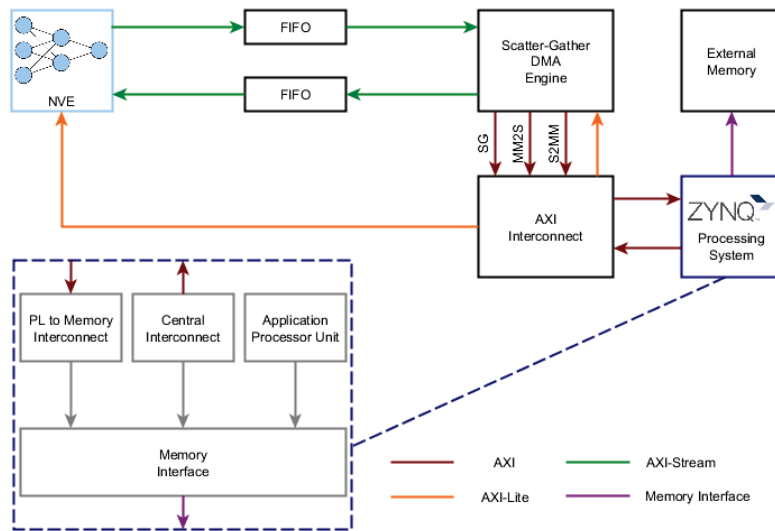 NVE
FIFO
FIFO
Scatter-Gather
DMA
Engine
External
Memory
SG
MM2S
S2MM
AXI
Interconnect
ZYNQ
Processing
System
PL to Memory
Interconnect
Central
Interconnect
Application
Processor Unit
Memory
Interface
AXI
AXI-Stream
AXI-Lite
Memory Interface